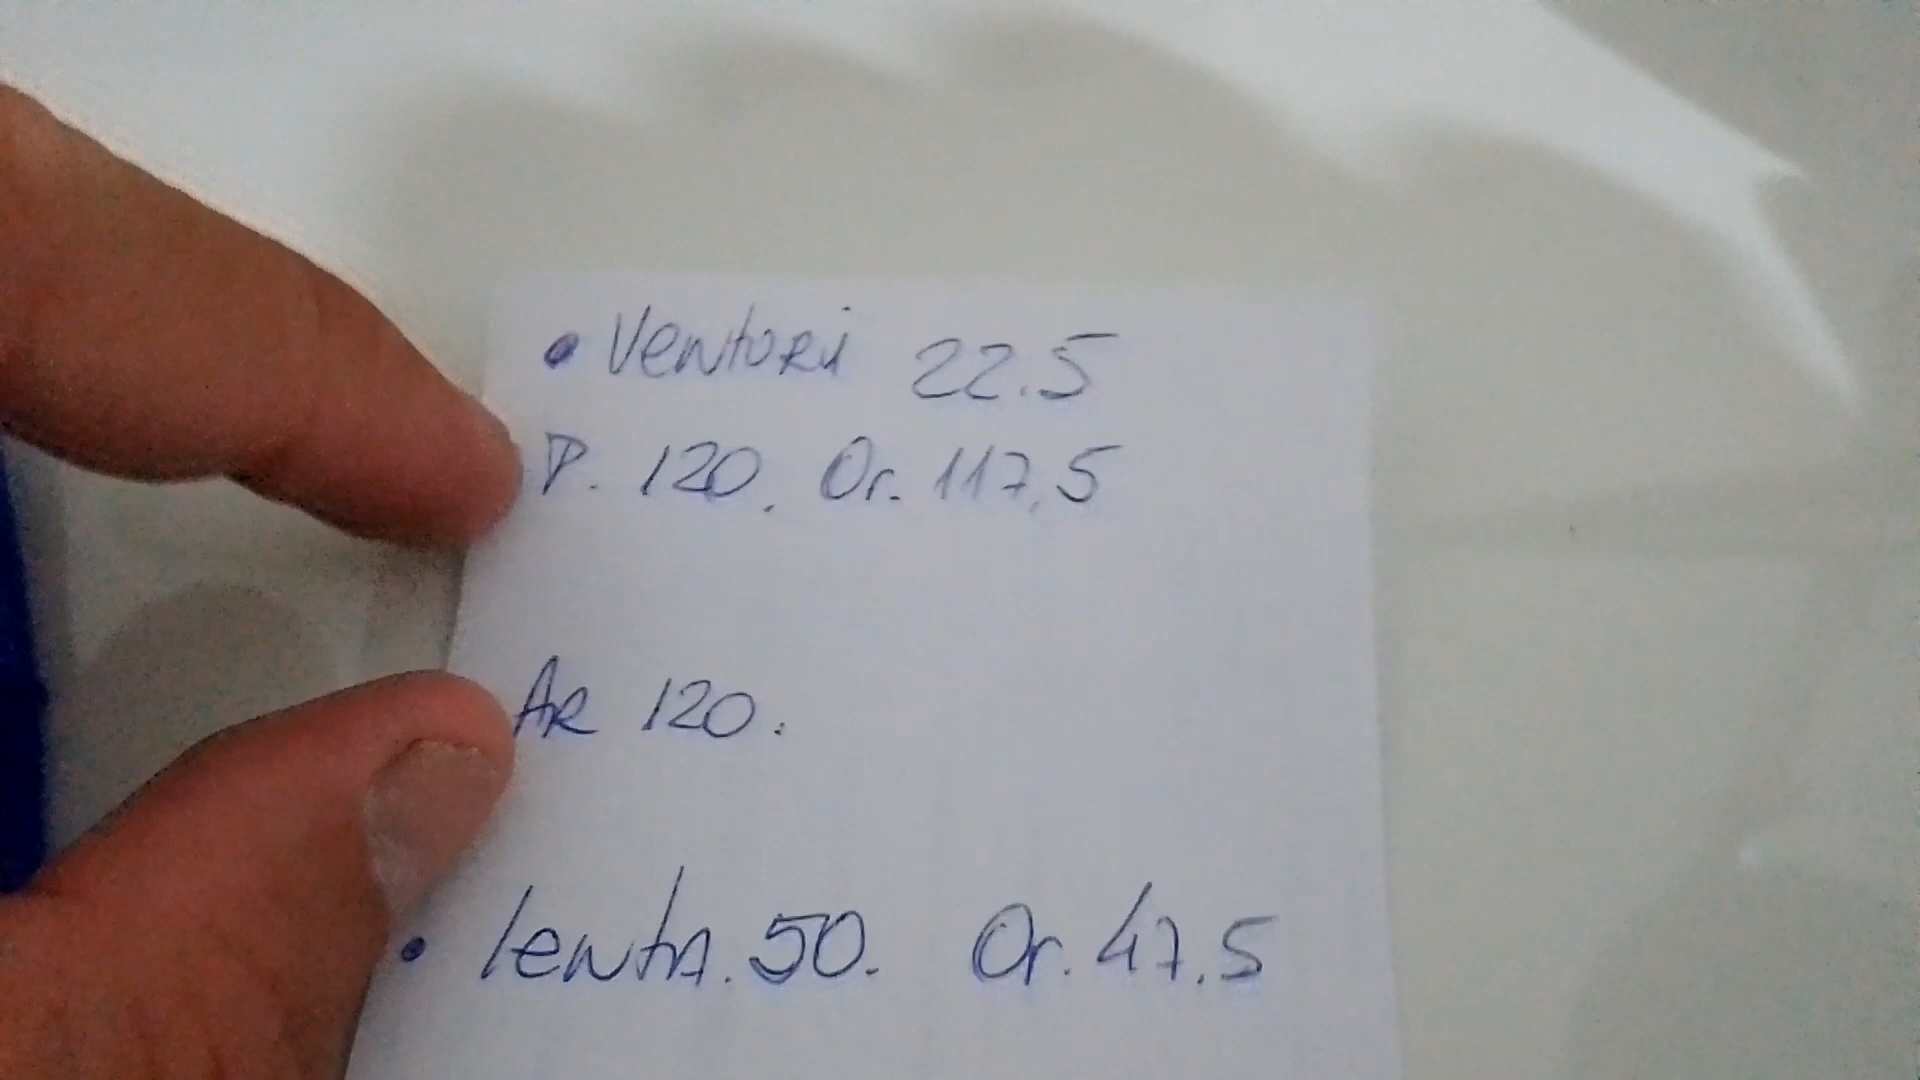 • Venturi 22.5
P. 120. Or. 117.5
AR 120.
• lenta. 50. Or. 47.5